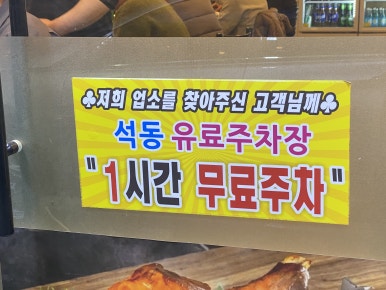 ♣저희 업소를 찾아주신 고객님께♣
석동 유료주차장
"1시간 무료주차"